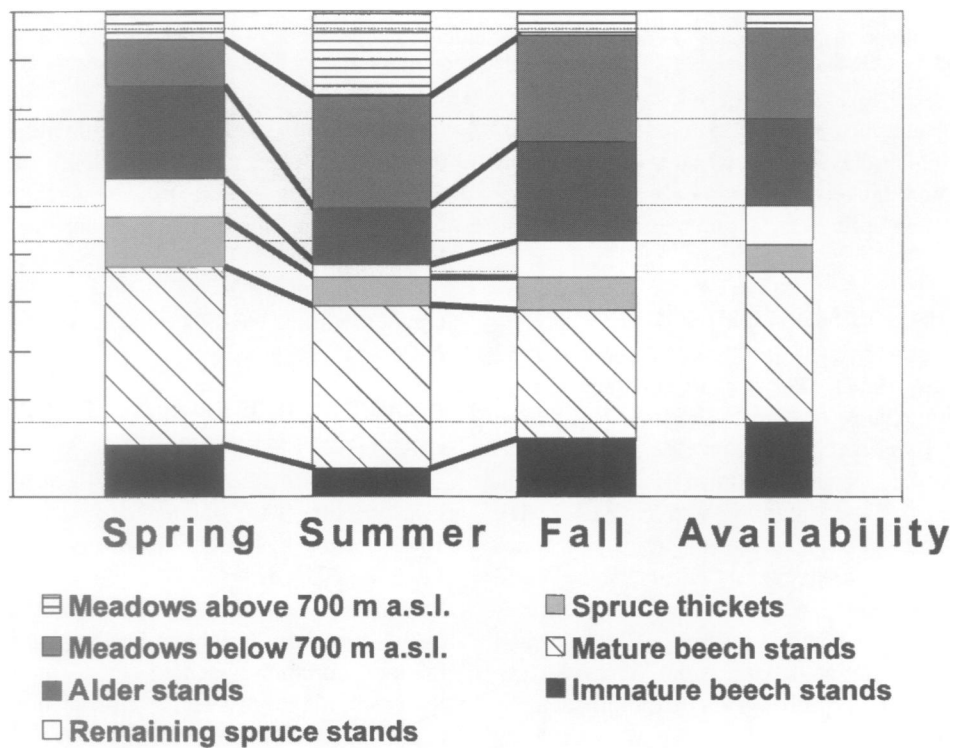 Spring Summer Fall Availability
Meadows above 700 m a.s.l.
Meadows below 700 m a.s.l.
Alder stands
Remaining spruce stands
Spruce thickets
Mature beech stands
Immature beech stands